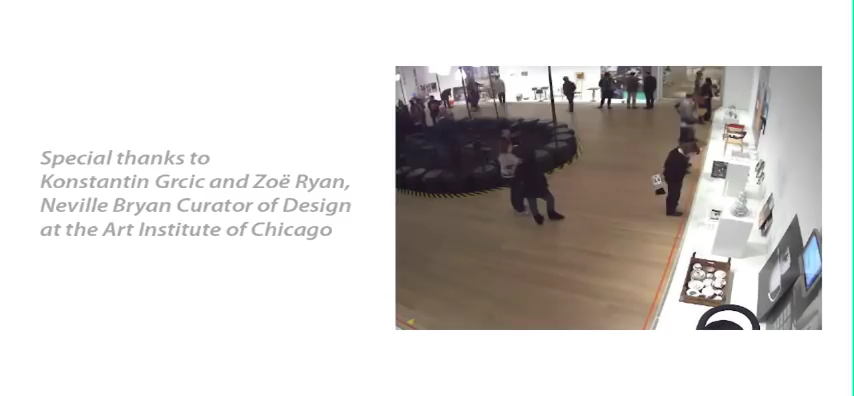 Special thanks to
Konstantin Grcic and Zoë Ryan,
Neville Bryan Curator of Design
at the Art Institute of Chicago